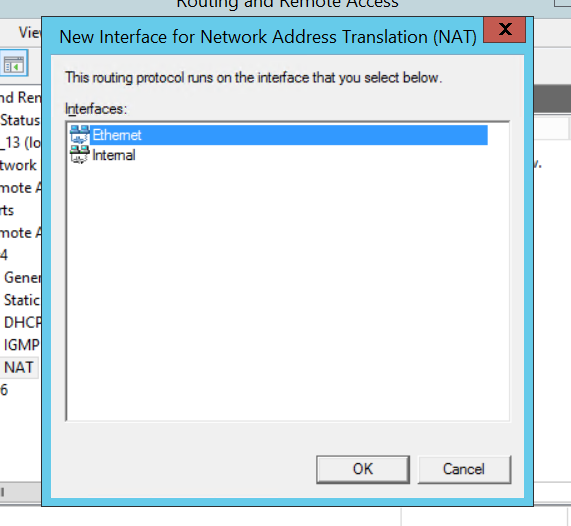 Routing and Remote Access
New Interface for Network Address Translation (NAT)
X
Vie
This routing protocol runs on the interface that you select below.
Interfaces:
Ethernet
Internal
nd Ren
Status
_13 (lo
twork
mote A
rts
mote A
4
Gener
Static
DHCP
IGMP
NAT
6
w.
OK
Cancel